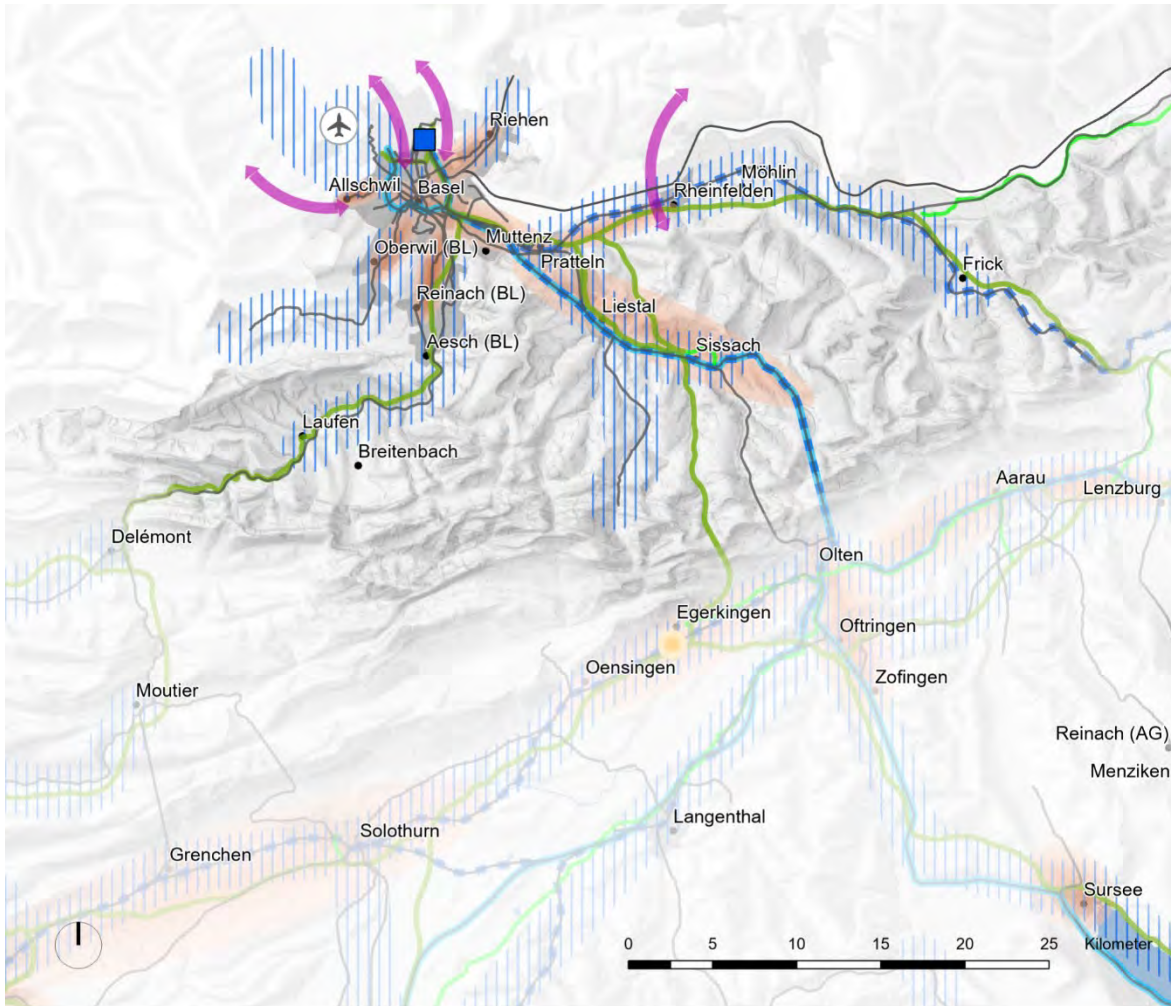 Riehen
Allschwil
Basel
Möhlin
Rheinfelden
Muttenz
Oberwil (BL)
Pratteln
Frick
Reinach (BL)
Liestal
Aesch (BL)
Sissach
Laufen
Breitenbach
Aarau
Lenzburg
Delémont
Olten
Egerkingen
Oftringen
Oensingen
Zofingen
Moutier
Reinach (AG)
Menziken
Langenthal
Solothurn
Grenchen
Sursee
0 5 10 15 20 25 Kilometer